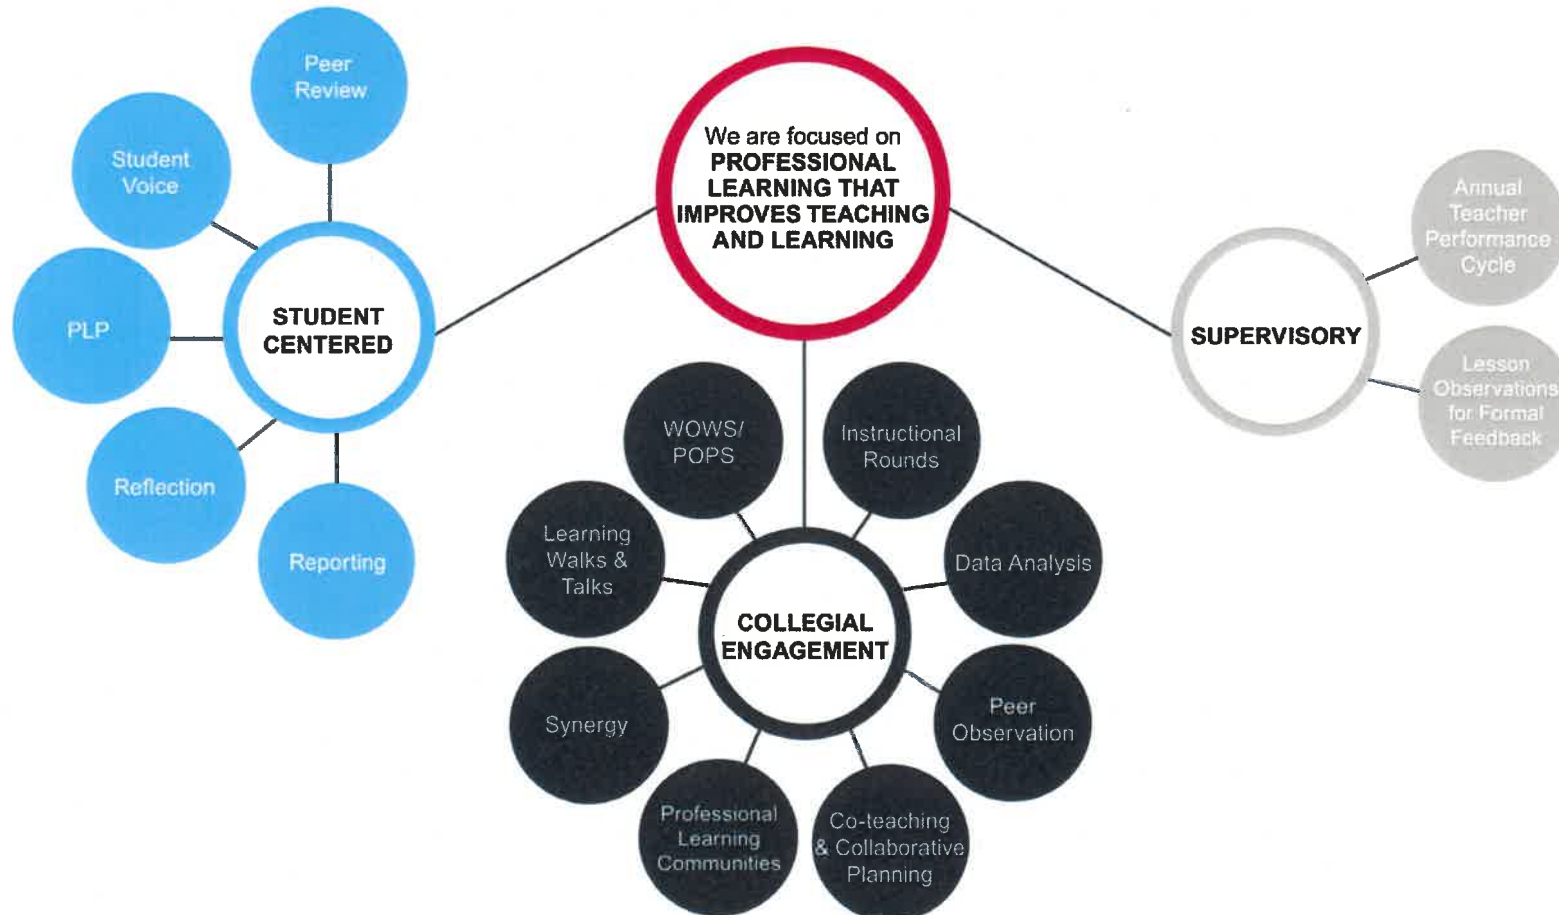 We are focused on
PROFESSIONAL
LEARNING THAT
IMPROVES TEACHING
AND LEARNING
Peer
Review
Student
Voice
PLP
Reflection
Reporting
STUDENT
CENTERED
WOWS/
POPS
Instructional
Rounds
Learning
Walks &
Talks
Data Analysis
COLLEGIAL
ENGAGEMENT
Synergy
Peer
Observation
Professional
Learning
Communities
Co-teaching
& Collaborative
Planning
SUPERVISORY
Annual
Teacher
Performance
Cycle
Lesson
Observations
for Formal
Feedback